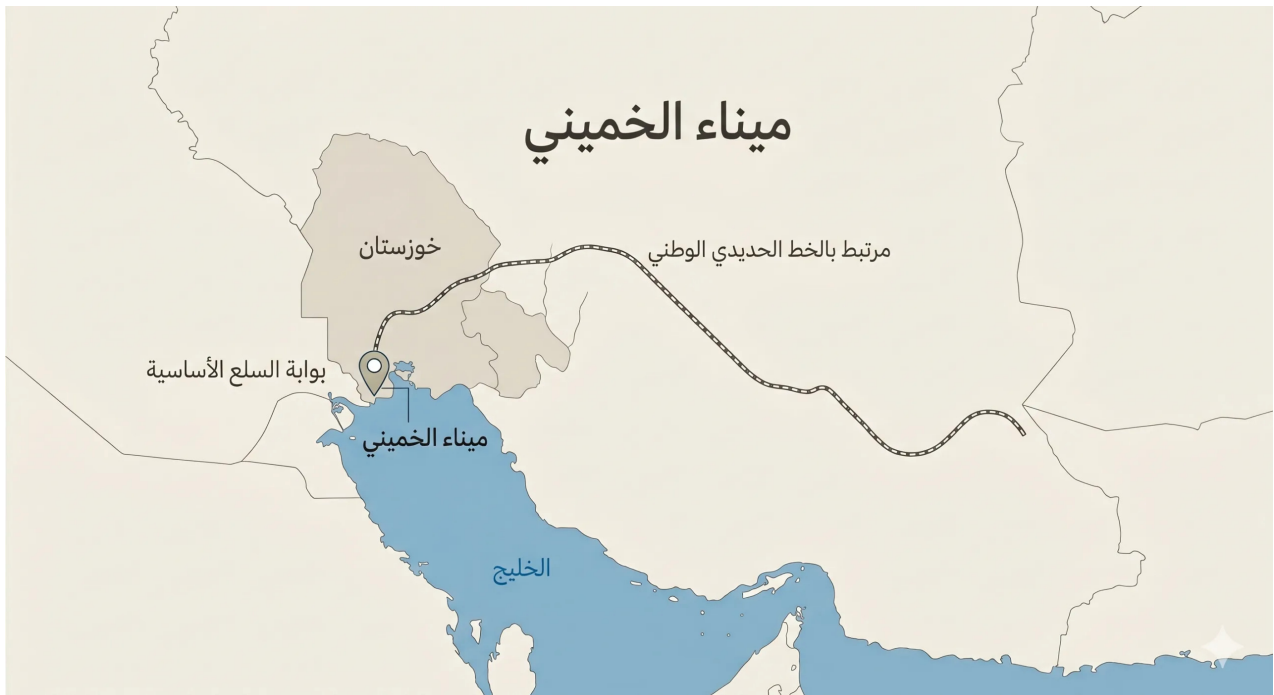 ميناء الخميني
خوزستان
مرتبط بالخط الحديدي الوطني
بوابة السلع الأساسية
ميناء الخميني
الخليج